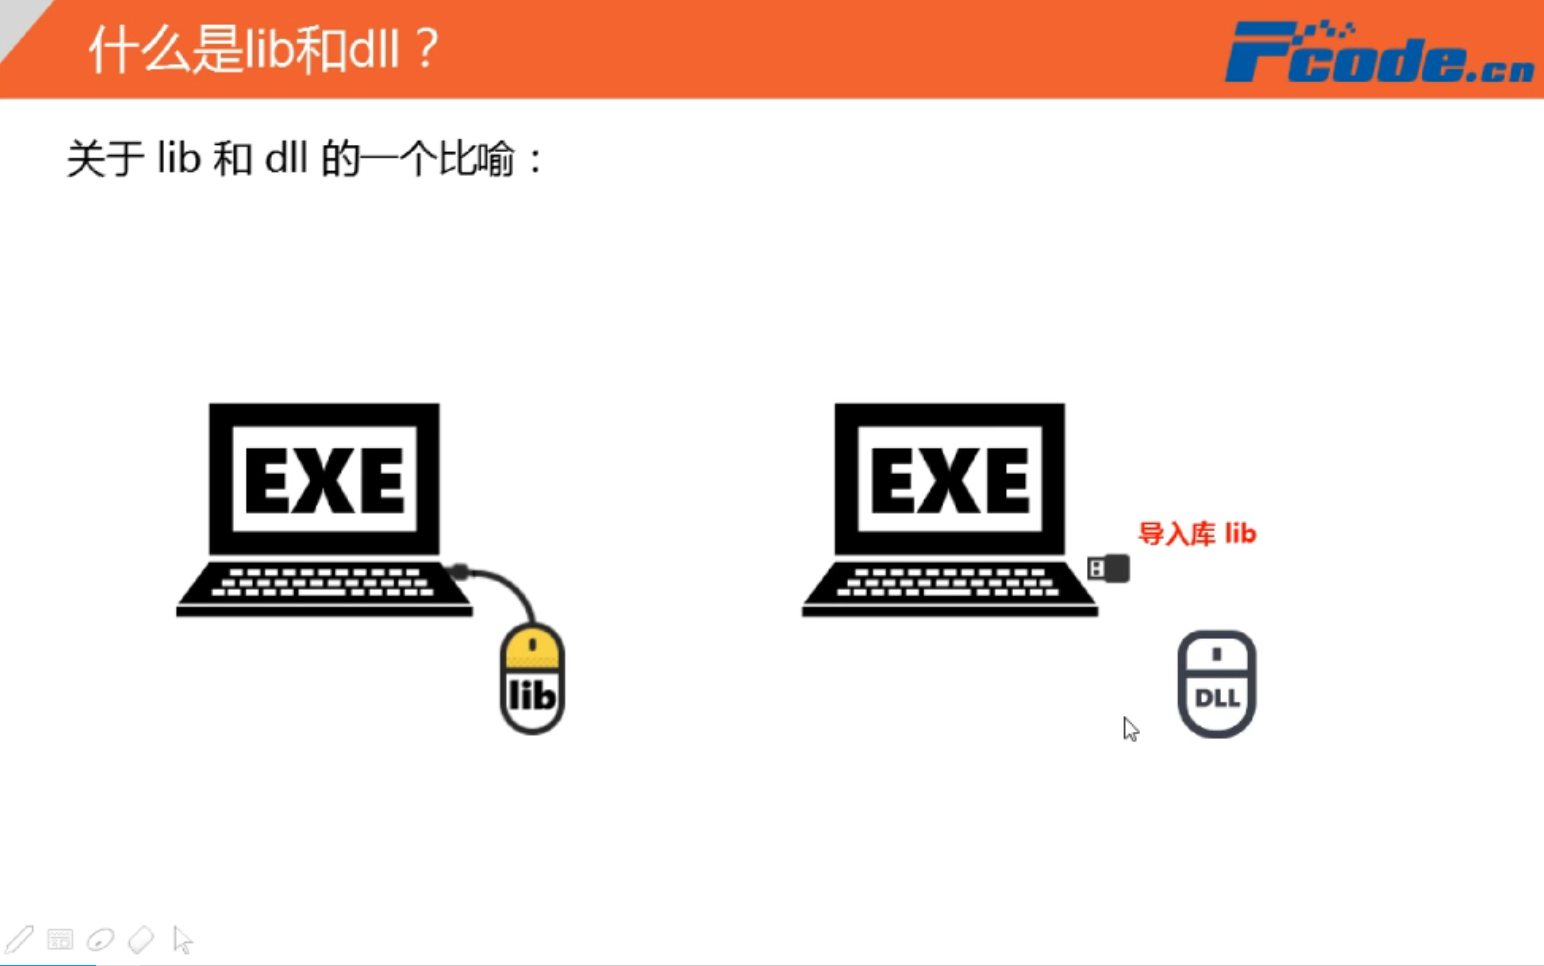 什么是lib和dll？
Fcode.cn
关于 lib 和 dll 的一个比喻：
EXE
lib
EXE
导入库 lib
DLL